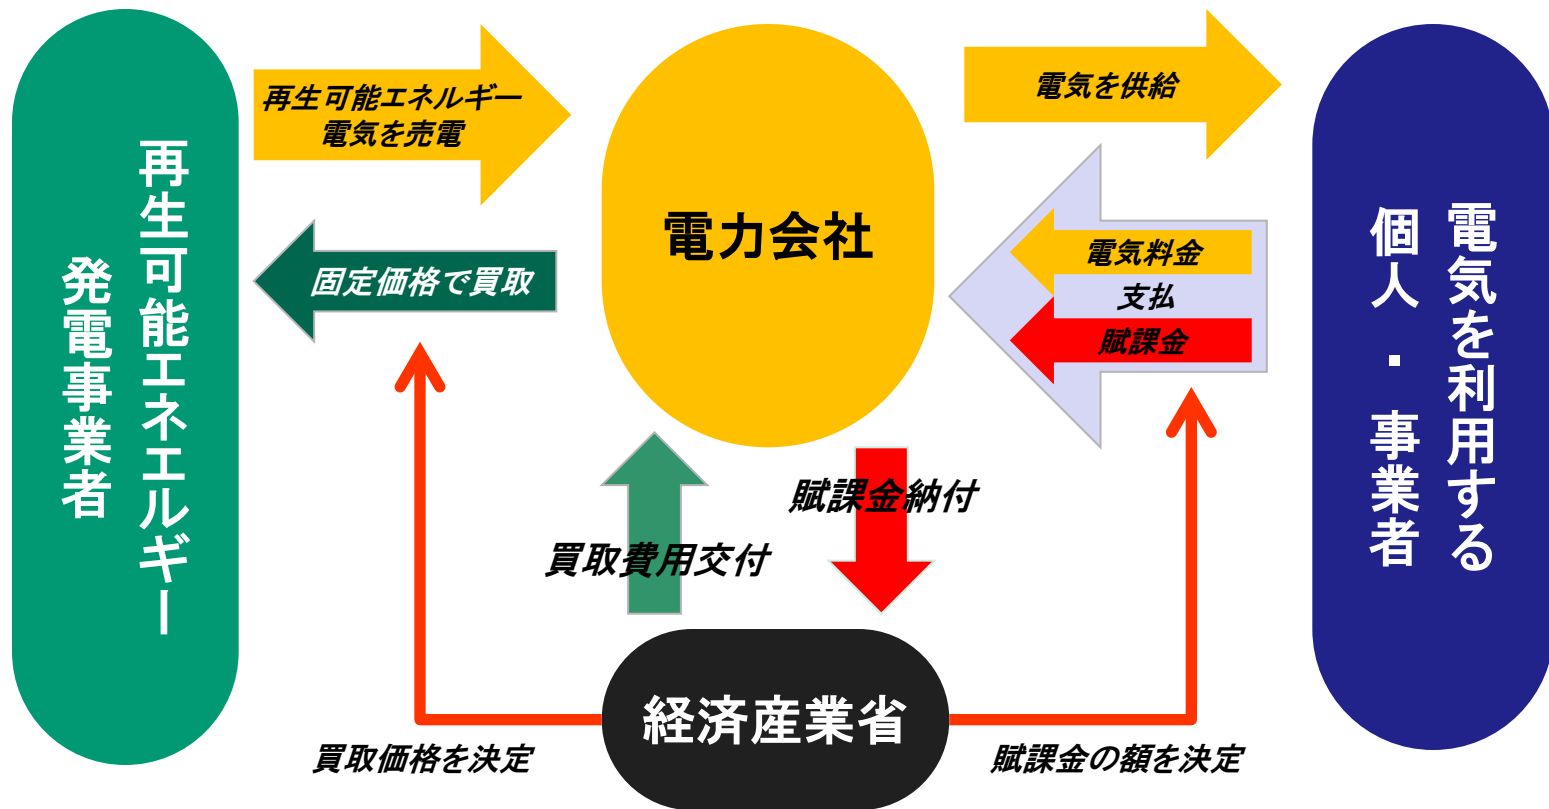 再生可能エネルギー
発電事業者
再生可能エネルギー
電気を売電
固定価格で買取
電力会社
電気を供給
電気料金
支払
賦課金
電気を利用する
個人・事業者
買取費用交付
賦課金納付
経済産業省
買取価格を決定
賦課金の額を決定